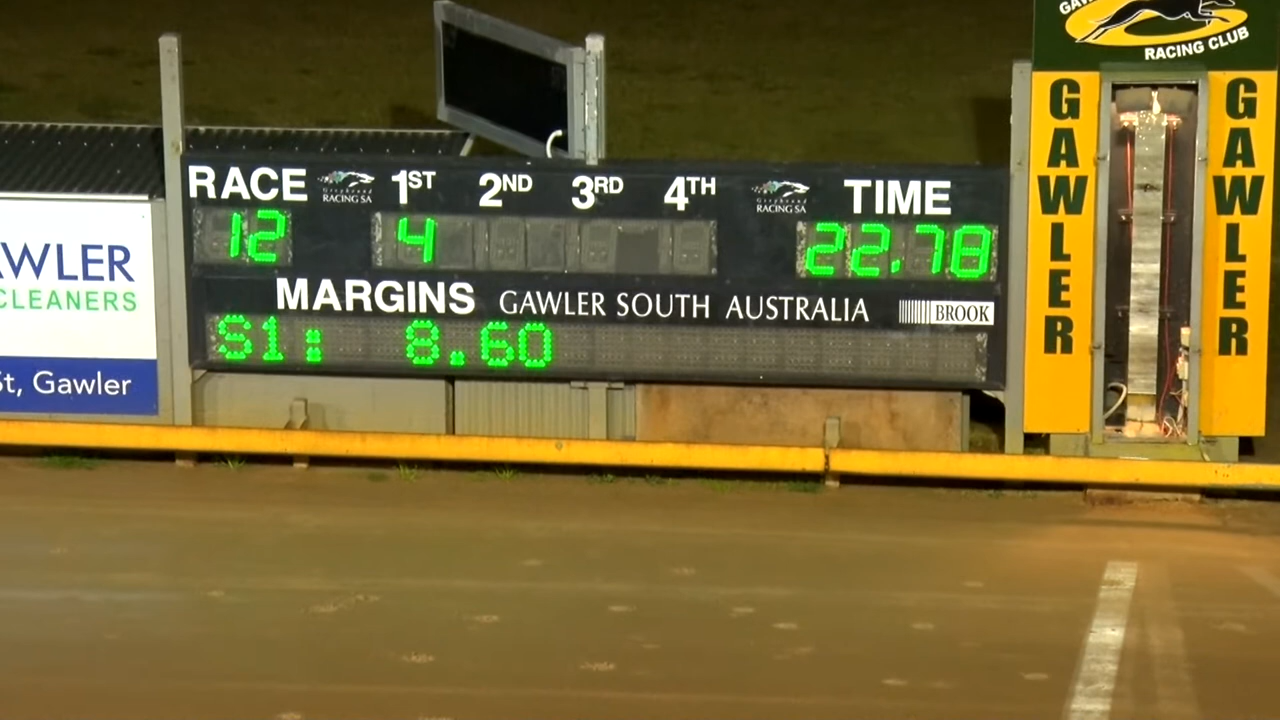 RACING CLUB
GAWLER
GAWLER
RACE 1ST 2ND 3RD 4TH TIME
Greyhound RACING SA
Greyhound RACING SA
12 4 22.78
MARGINS GAWLER SOUTH AUSTRALIA BROOK
S1: 8.60
AWLER
CLEANERS
St, Gawler